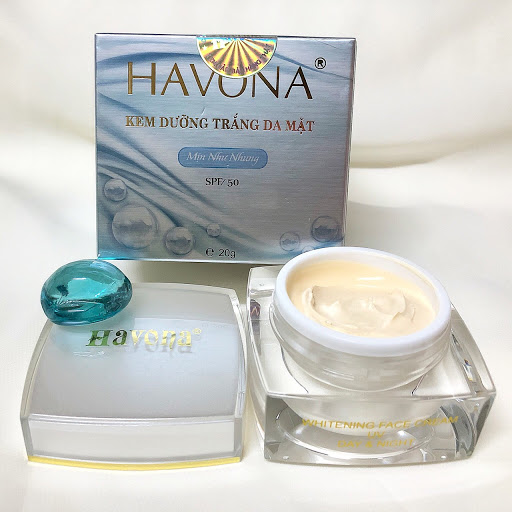 HAVONA®
KEM DƯỠNG TRẮNG DA MẶT
Mịn Như Nhung
SPF/50
℮ 20g
Havona®
WHITENING FACE CREAM